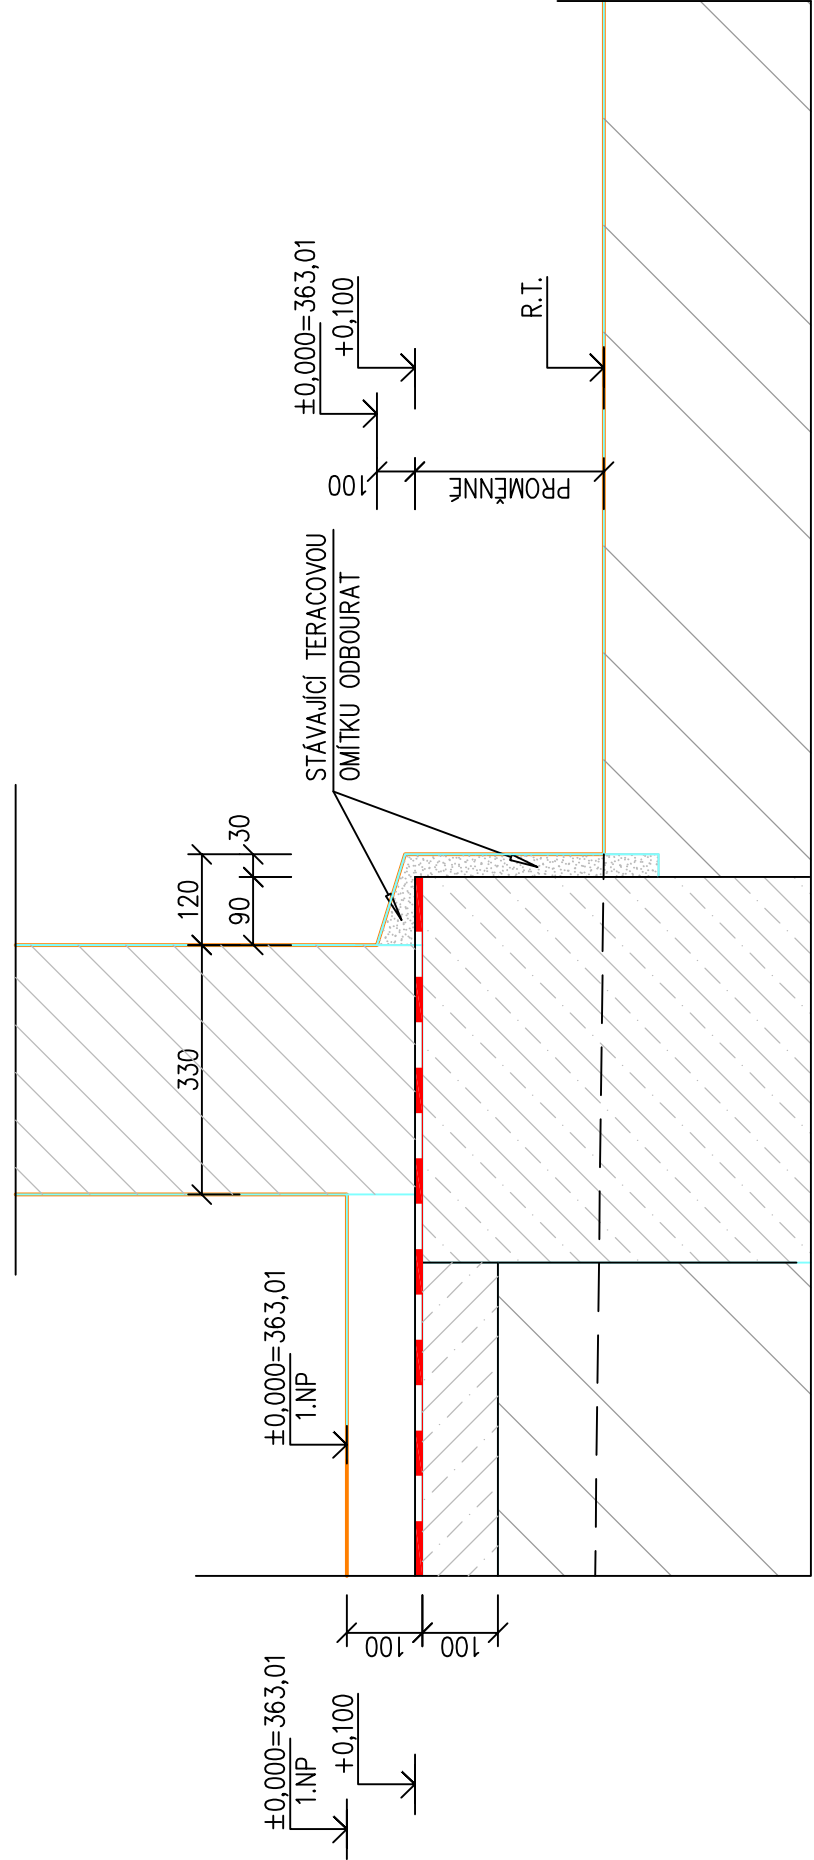 ±0,000=363,01
+0,100
R.T.
100
PROMĚNNÉ
STÁVAJÍCÍ TERACOVOU
OMÍTKU ODBOURAT
120
30
90
330
±0,000=363,01
1.NP
100
100
±0,000=363,01
1.NP
+0,100